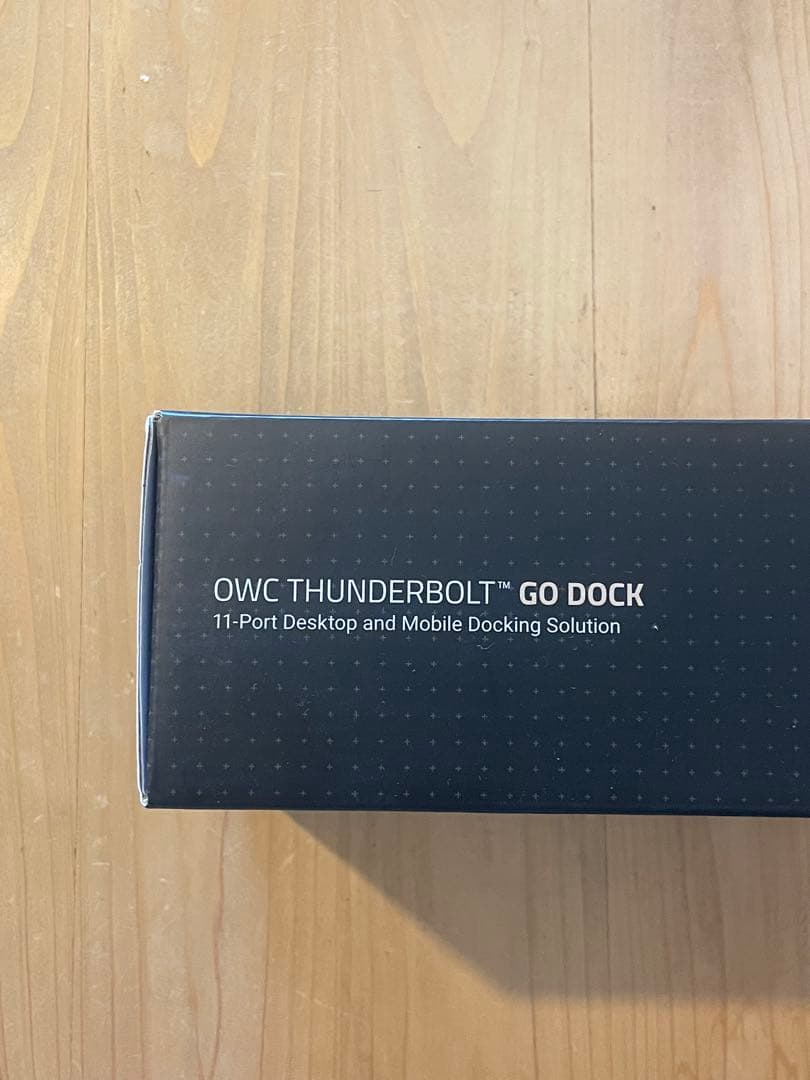 OWC THUNDERBOLT™ GO DOCK
11-Port Desktop and Mobile Docking Solution